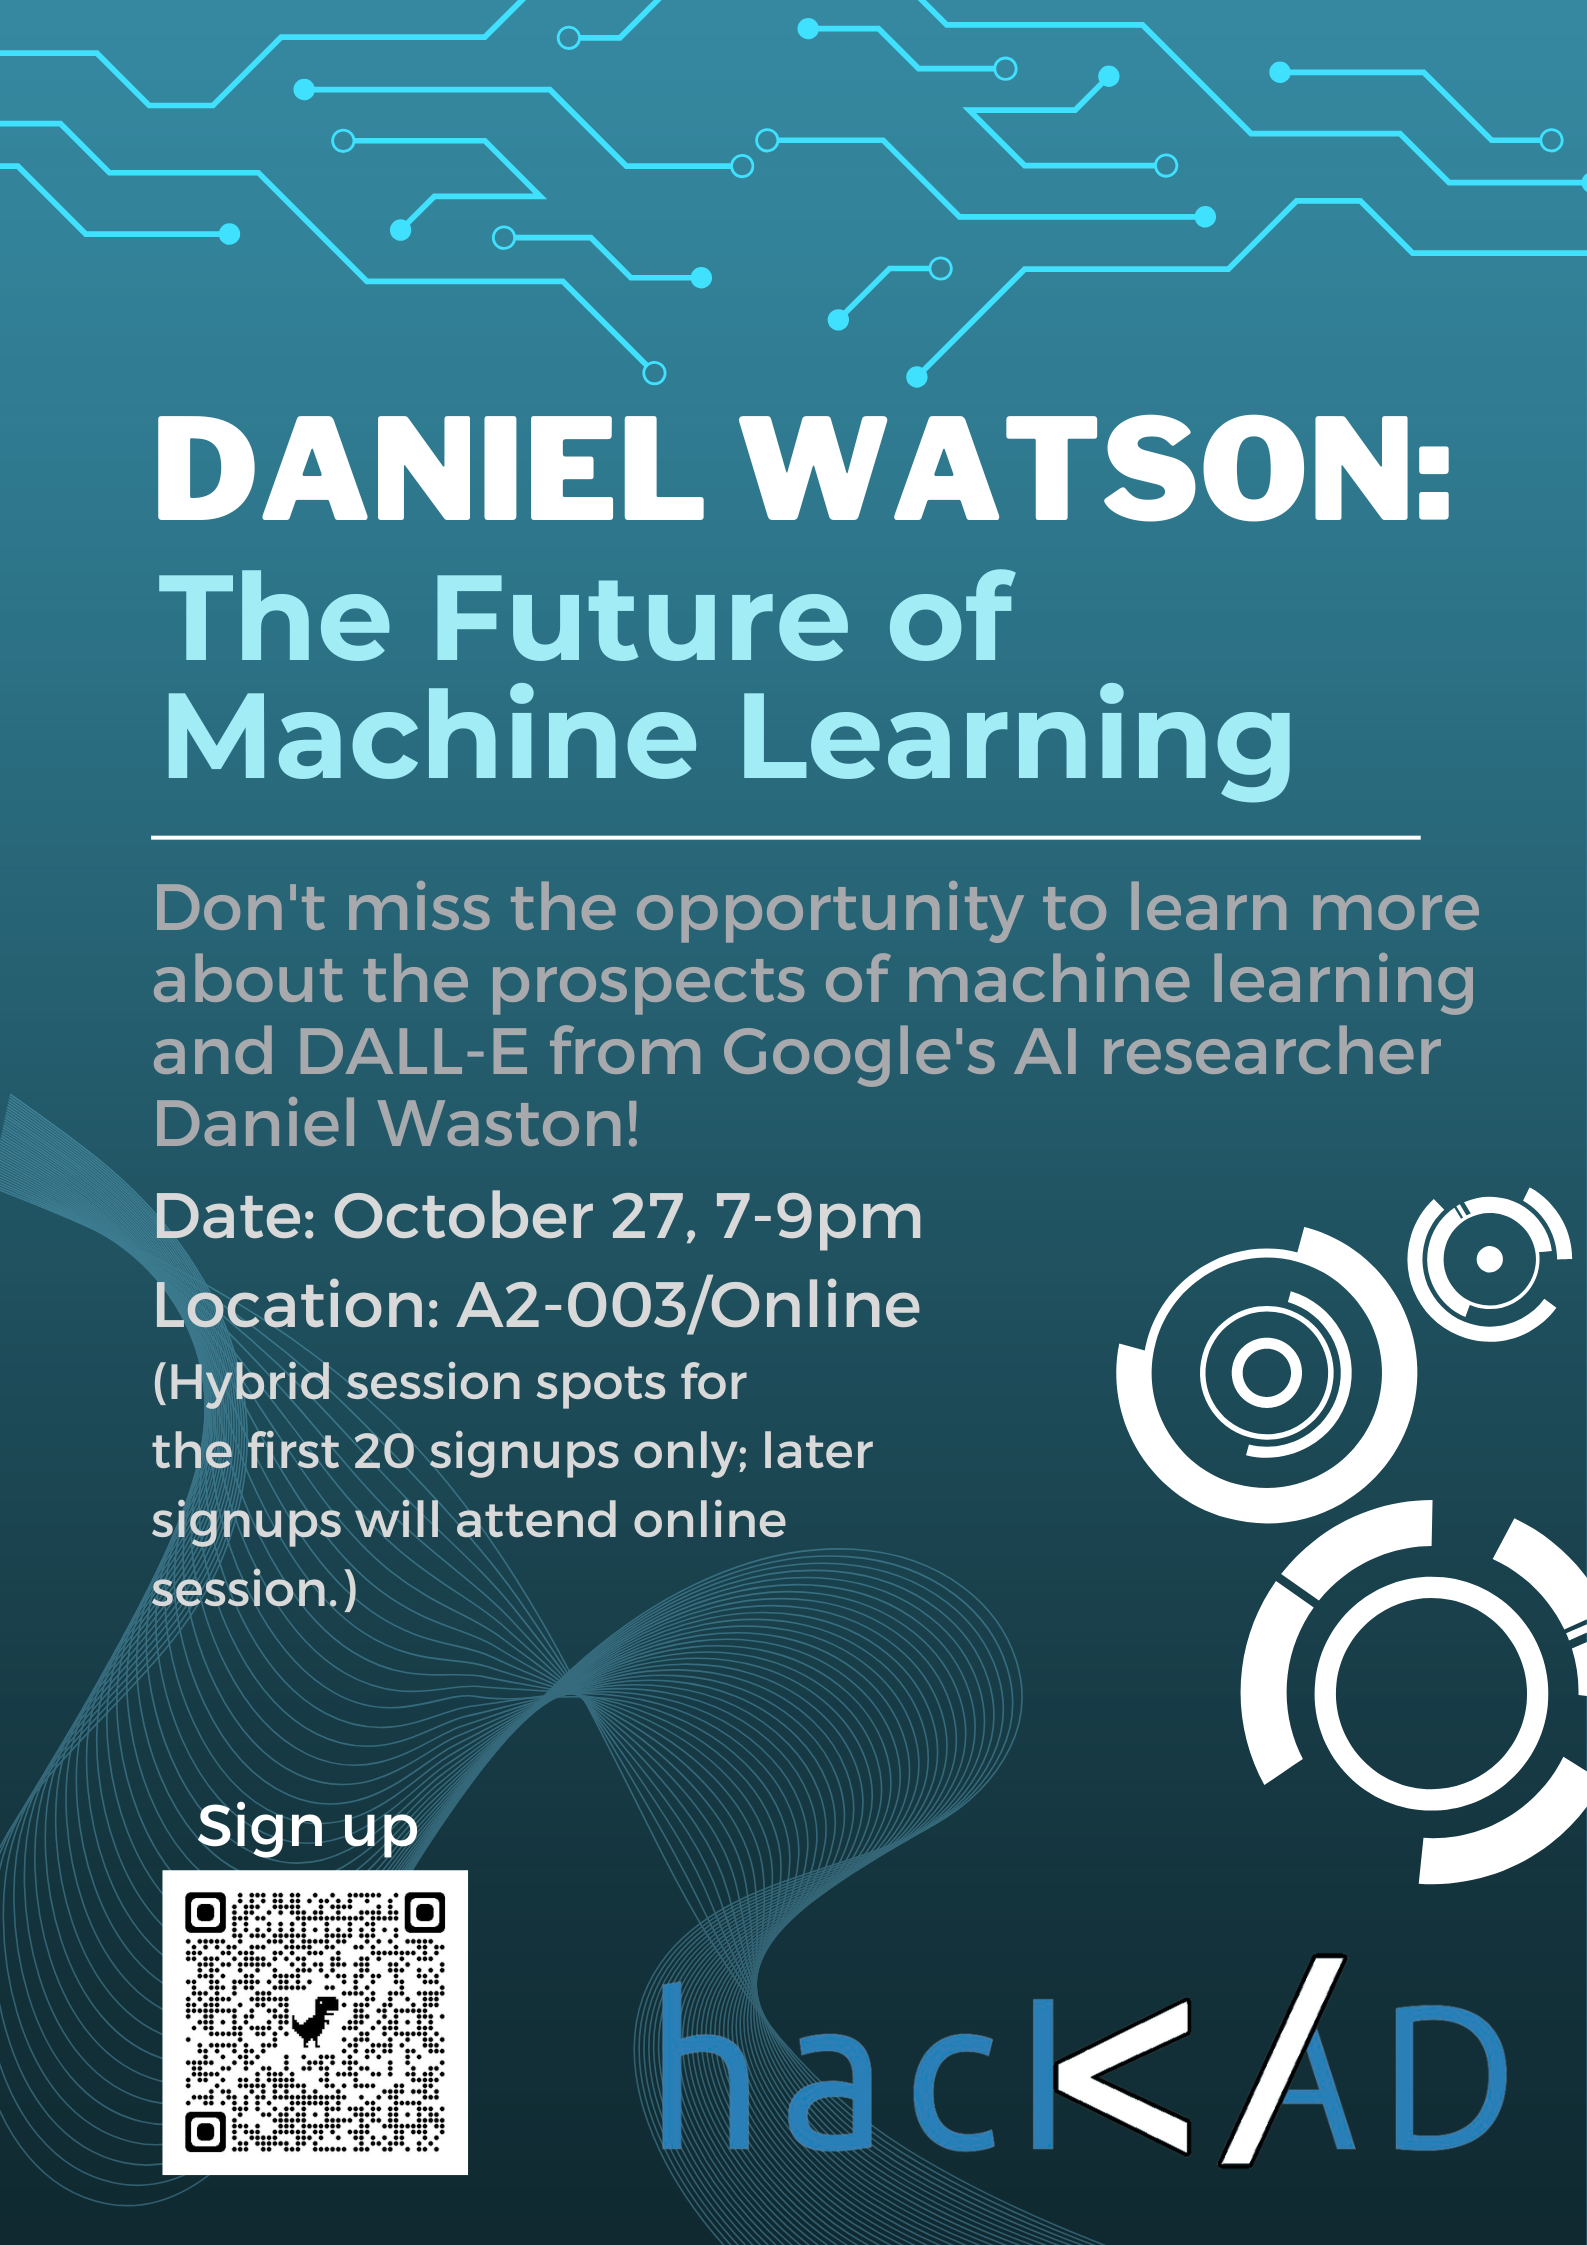 DANIEL WATSON:
The Future of
Machine Learning
Don't miss the opportunity to learn more
about the prospects of machine learning
and DALL-E from Google's AI researcher
Daniel Waston!
Date: October 27, 7-9pm
Location: A2-003/Online
(Hybrid session spots for
the first 20 signups only; later
signups will attend online
session.)
Sign up
hack/AD